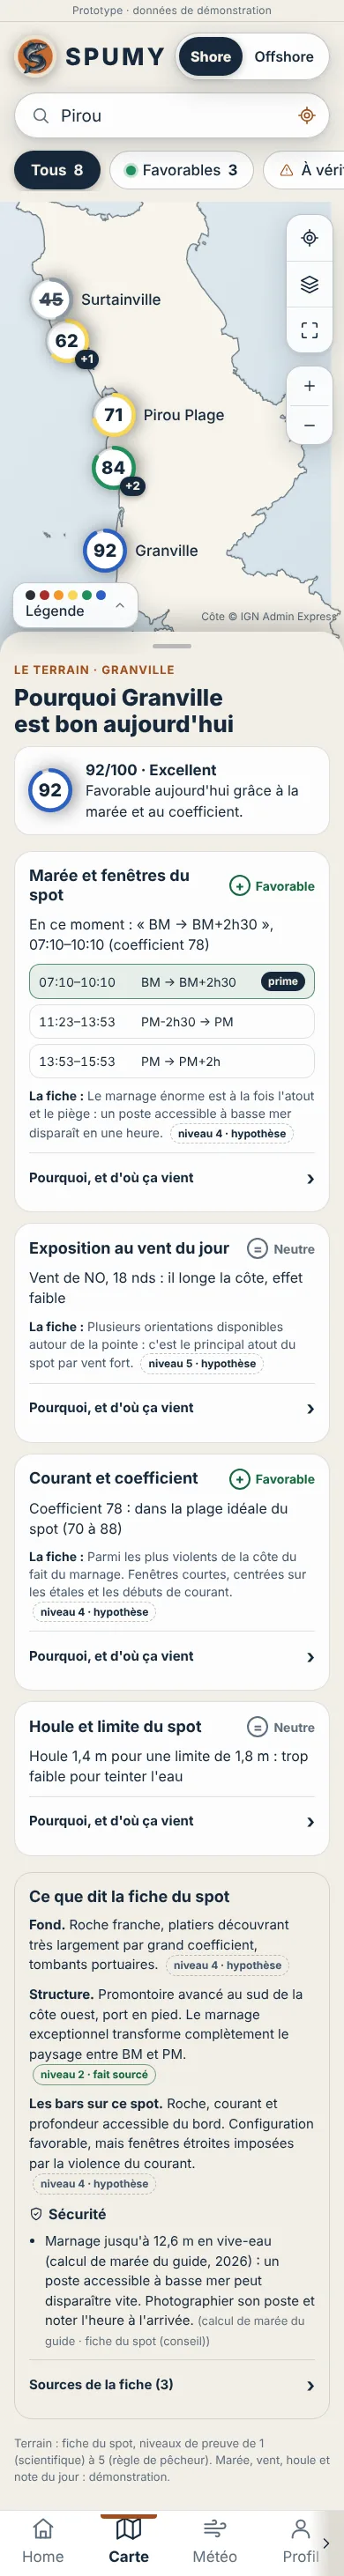 Prototype · données de démonstration
SPUMY
Shore
Offshore
Pirou
Tous 8
Favorables 3
À vérif
45
Surtainville
62
+1
71
Pirou Plage
84
+2
92
Granville
+
−
Légende
Côte © IGN Admin Express
LE TERRAIN · GRANVILLE
Pourquoi Granville
est bon aujourd'hui
92
92/100 · Excellent
Favorable aujourd'hui grâce à la
marée et au coefficient.
Marée et fenêtres du
spot
+ Favorable
En ce moment : « BM → BM+2h30 »,
07:10–10:10 (coefficient 78)
07:10–10:10 BM → BM+2h30 prime
11:23–13:53 PM-2h30 → PM
13:53–15:53 PM → PM+2h
La fiche : Le marnage énorme est à la fois l'atout
et le piège : un poste accessible à basse mer
disparaît en une heure. niveau 4 · hypothèse
Pourquoi, et d'où ça vient ›
Exposition au vent du jour
= Neutre
Vent de NO, 18 nds : il longe la côte, effet
faible
La fiche : Plusieurs orientations disponibles
autour de la pointe : c'est le principal atout du
spot par vent fort. niveau 5 · hypothèse
Pourquoi, et d'où ça vient ›
Courant et coefficient
+ Favorable
Coefficient 78 : dans la plage idéale du
spot (70 à 88)
La fiche : Parmi les plus violents de la côte du
fait du marnage. Fenêtres courtes, centrées sur
les étales et les débuts de courant.
niveau 4 · hypothèse
Pourquoi, et d'où ça vient ›
Houle et limite du spot
= Neutre
Houle 1,4 m pour une limite de 1,8 m : trop
faible pour teinter l'eau
Pourquoi, et d'où ça vient ›
Ce que dit la fiche du spot
Fond. Roche franche, platiers découvrant
très largement par grand coefficient,
tombants portuaires. niveau 4 · hypothèse
Structure. Promontoire avancé au sud de la
côte ouest, port en pied. Le marnage
exceptionnel transforme complètement le
paysage entre BM et PM.
niveau 2 · fait sourcé
Les bars sur ce spot. Roche, courant et
profondeur accessible du bord. Configuration
favorable, mais fenêtres étroites imposées
par la violence du courant.
niveau 4 · hypothèse
Sécurité
• Marnage jusqu'à 12,6 m en vive-eau
(calcul de marée du guide, 2026) : un
poste accessible à basse mer peut
disparaître vite. Photographier son poste et
noter l'heure à l'arrivée. (calcul de marée du
guide · fiche du spot (conseil))
Sources de la fiche (3) ›
Terrain : fiche du spot, niveaux de preuve de 1
(scientifique) à 5 (règle de pêcheur). Marée, vent, houle et
note du jour : démonstration.
Home
Carte
Météo
Profil